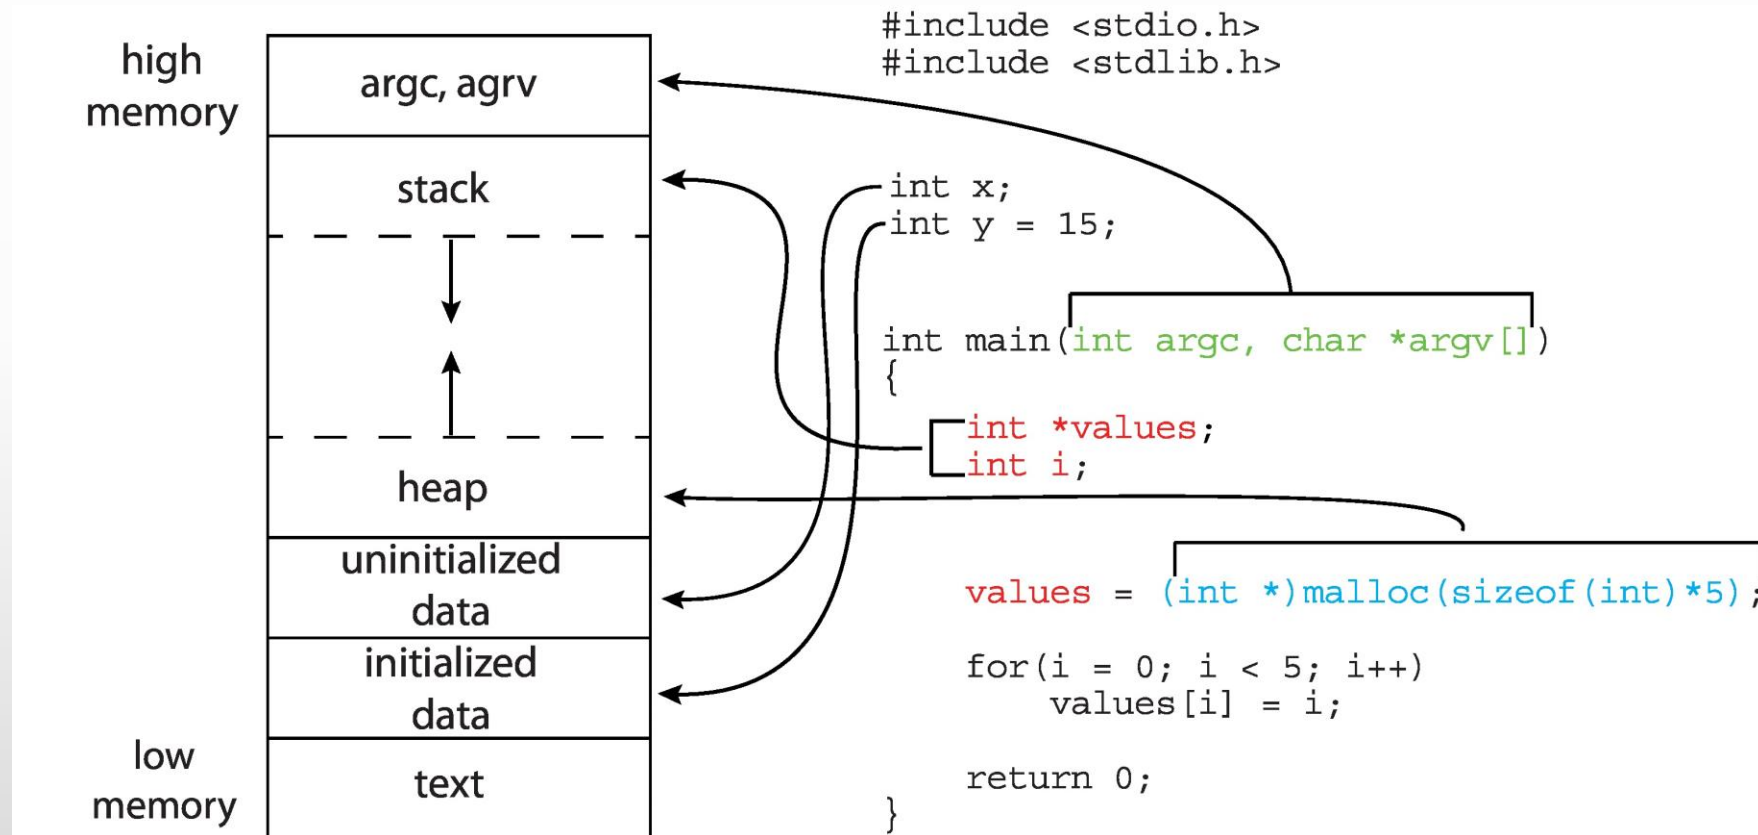 high
memory
argc, agrv
stack
heap
uninitialized
data
initialized
data
low
memory
text
#include <stdio.h>
#include <stdlib.h>
int x;
int y = 15;
int main(int argc, char *argv[])
{
int *values;
int i;
values = (int *)malloc(sizeof(int)*5);
for(i = 0; i < 5; i++)
values[i] = i;
return 0;
}